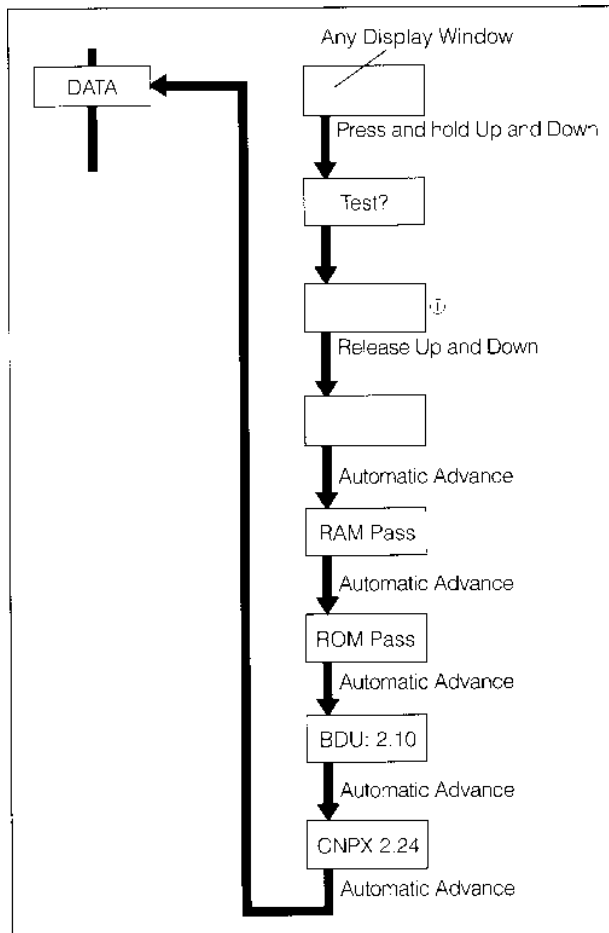 Any Display Window
DATA
Press and hold Up and Down
Test?
①
Release Up and Down
Automatic Advance
RAM Pass
Automatic Advance
ROM Pass
Automatic Advance
BDU: 2.10
Automatic Advance
CNPX 2.24
Automatic Advance